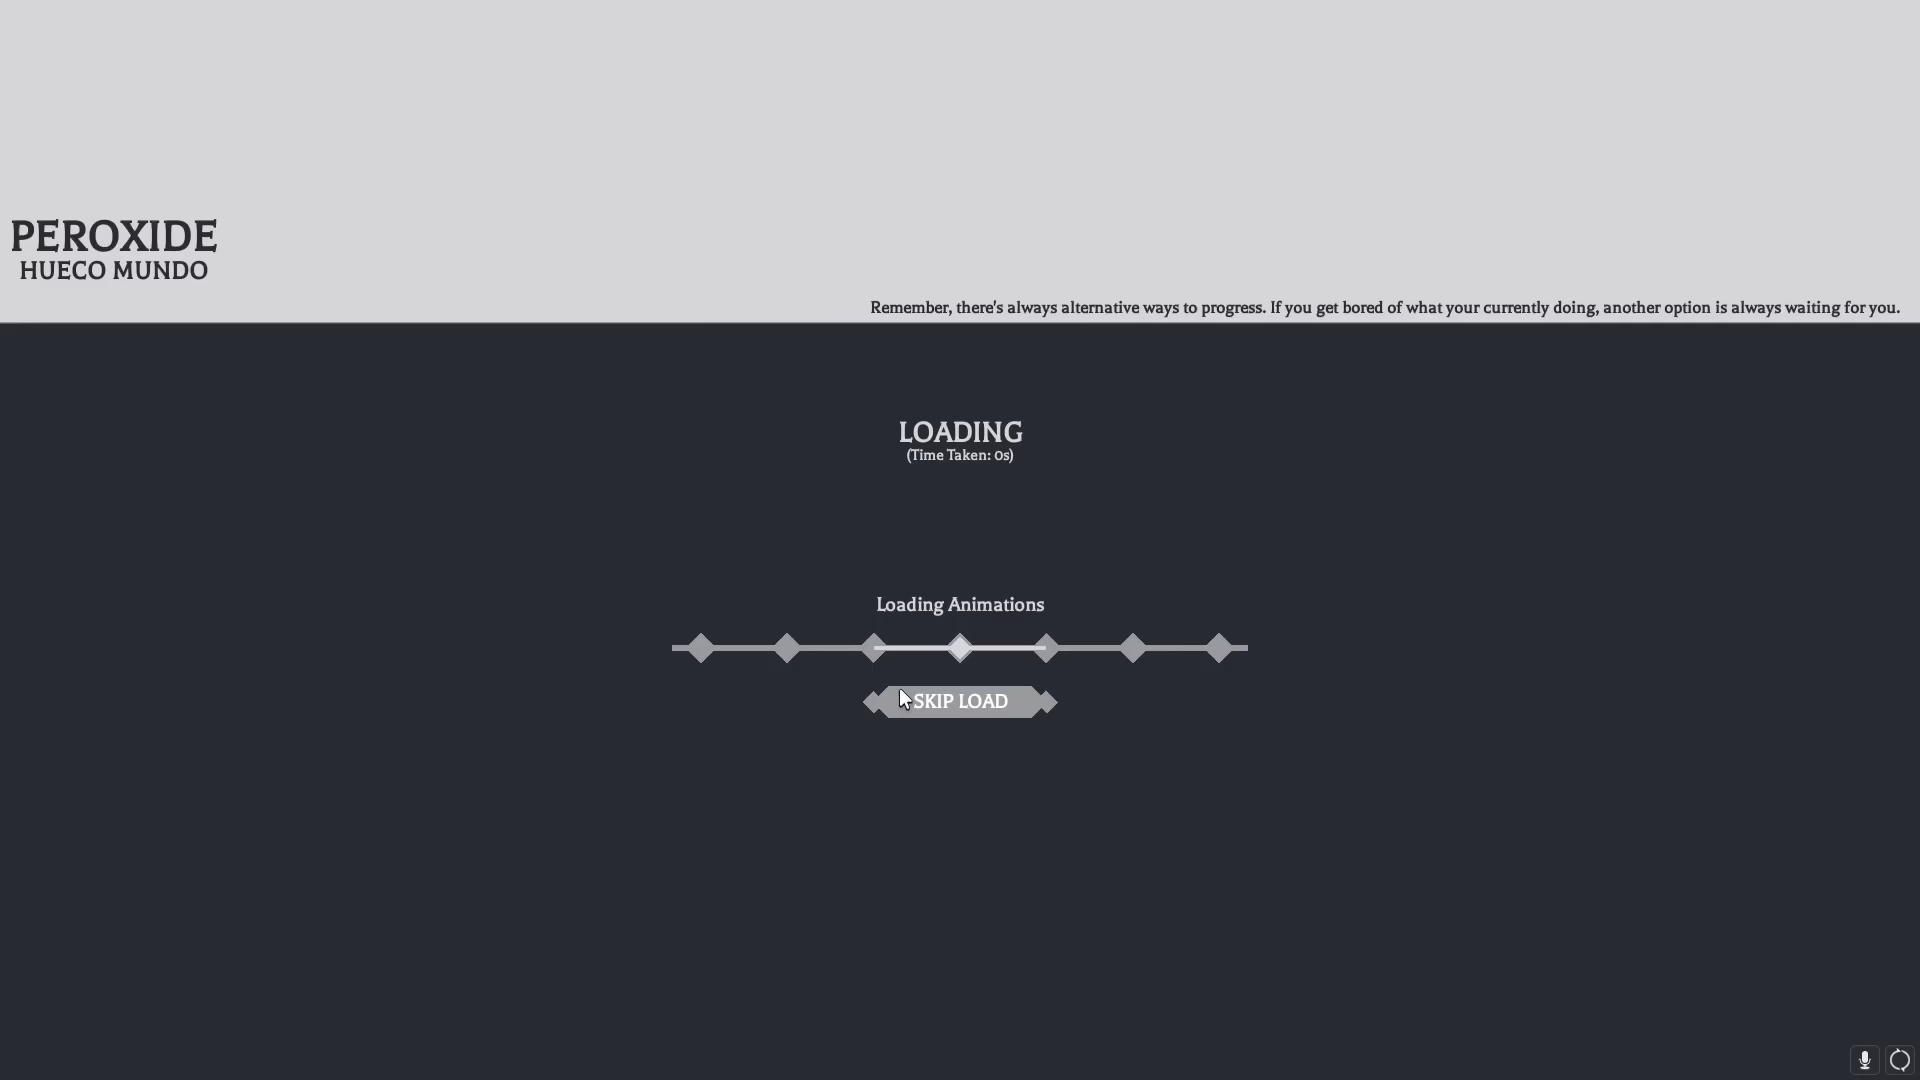 PEROXIDE
HUECO MUNDO
Remember, there's always alternative ways to progress. If you get bored of what your currently doing, another option is always waiting for you.
LOADING
(Time Taken: 0s)
Loading Animations
SKIP LOAD